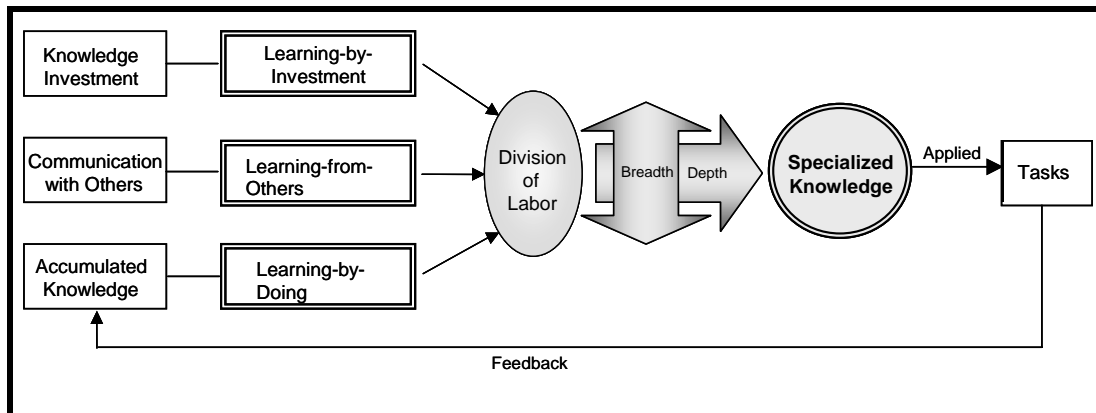 Knowledge
Investment
Learning-by-
Investment
Communication
with Others
Learning-from-
Others
Accumulated
Knowledge
Learning-by-
Doing
Division
of
Labor
Breadth
Depth
Specialized
Knowledge
Applied
Tasks
Feedback